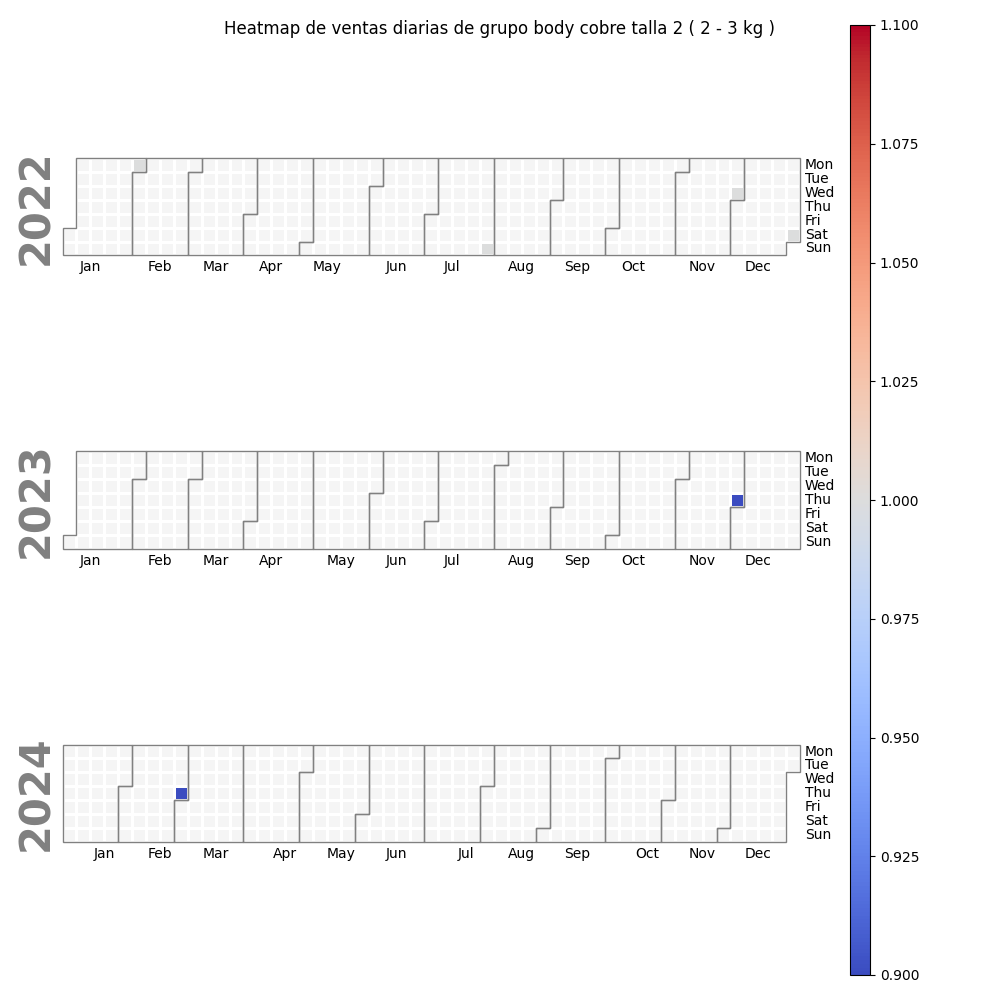 Heatmap de ventas diarias de grupo body cobre talla 2 ( 2 - 3 kg )
2022
Mon
Tue
Wed
Thu
Fri
Sat
Sun
Jan Feb Mar Apr May Jun Jul Aug Sep Oct Nov Dec
2023
Mon
Tue
Wed
Thu
Fri
Sat
Sun
Jan Feb Mar Apr May Jun Jul Aug Sep Oct Nov Dec
2024
Mon
Tue
Wed
Thu
Fri
Sat
Sun
Jan Feb Mar Apr May Jun Jul Aug Sep Oct Nov Dec
1.100
1.075
1.050
1.025
1.000
0.975
0.950
0.925
0.900